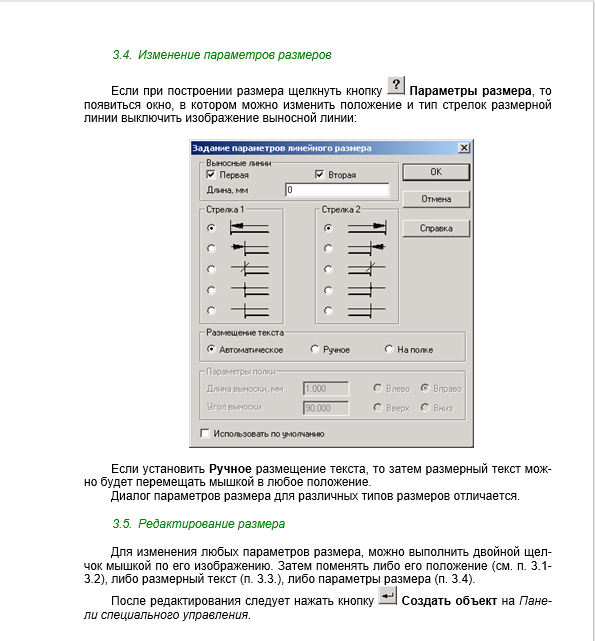 3.4. Изменение параметров размеров
Если при построении размера щелкнуть кнопку ? Параметры размера, то
появиться окно, в котором можно изменить положение и тип стрелок размерной
линии выключить изображение выносной линии:
Задание параметров линейного размера
Выносные линии
Первая Вторая
Длина, мм 0
OK
Отмена
Справка
Стрелка 1 Стрелка 2
Размещение текста
Автоматическое Ручное На полке
Параметры полки
Длина выноски, мм 1.000 Влево Вправо
Угол выноски 90.000 Вверх Вниз
Использовать по умолчанию
Если установить Ручное размещение текста, то затем размерный текст мож-
но будет перемещать мышкой в любое положение.
Диалог параметров размера для различных типов размеров отличается.
3.5. Редактирование размера
Для изменения любых параметров размера, можно выполнить двойной щел-
чок мышкой по его изображению. Затем поменять либо его положение (см. п. 3.1-
3.2), либо размерный текст (п. 3.3.), либо параметры размера (п. 3.4).
После редактирования следует нажать кнопку Создать объект на Пане-
ли специального управления.